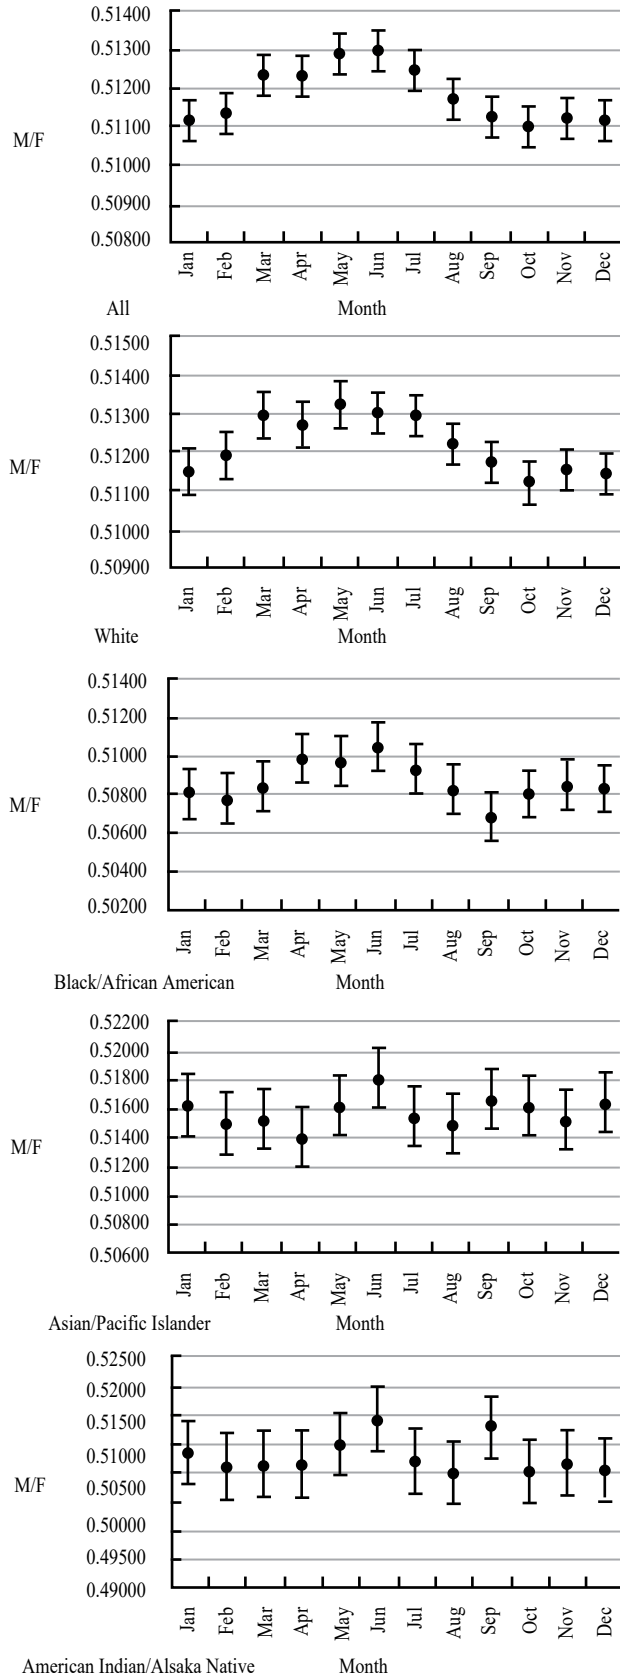 0.51400
0.51300
0.51200
0.51100
M/F
0.51000
0.50900
0.50800
Jan Feb Mar Apr May Jun Jul Aug Sep Oct Nov Dec
All Month
0.51500
0.51400
0.51300
0.51200
M/F
0.51100
0.51000
0.50900
Jan Feb Mar Apr May Jun Jul Aug Sep Oct Nov Dec
White Month
0.51400
0.51200
0.51000
0.50800
M/F
0.50600
0.50400
0.50200
Jan Feb Mar Apr May Jun Jul Aug Sep Oct Nov Dec
Black/African American Month
0.52200
0.52000
0.51800
0.51600
0.51400
M/F
0.51200
0.51000
0.50800
0.50600
Jan Feb Mar Apr May Jun Jul Aug Sep Oct Nov Dec
Asian/Pacific Islander Month
0.52500
0.52000
0.51500
0.51000
M/F
0.50500
0.50000
0.49500
0.49000
Jan Feb Mar Apr May Jun Jul Aug Sep Oct Nov Dec
American Indian/Alsaka Native Month